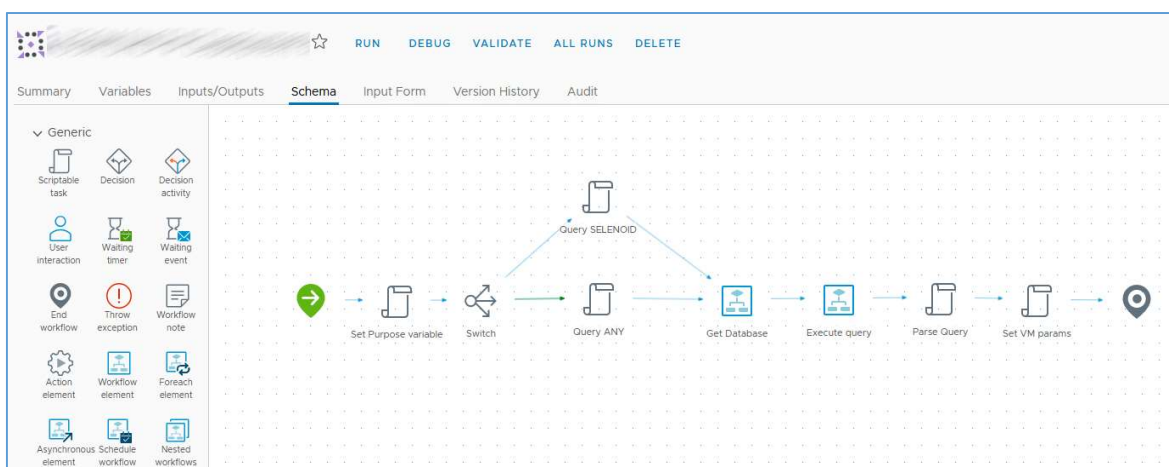 RUN DEBUG VALIDATE ALL RUNS DELETE
Summary Variables Inputs/Outputs Schema Input Form Version History Audit
Generic
Scriptable task
Decision
Decision activity
User interaction
Waiting timer
Waiting event
End workflow
Throw exception
Workflow note
Action element
Workflow element
Foreach element
Asynchronous element
Schedule workflow
Nested workflows
Query SELENOID
Set Purpose variable
Switch
Query ANY
Get Database
Execute query
Parse Query
Set VM params